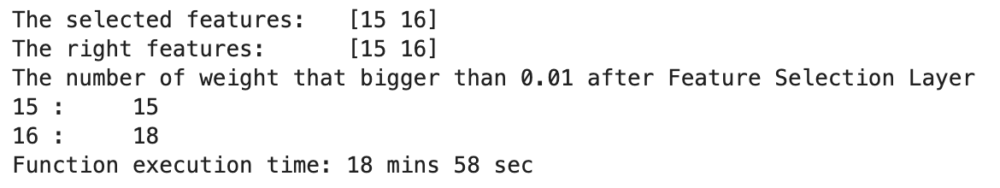 The selected features:   [15 16]
The right features:      [15 16]
The number of weight that bigger than 0.01 after Feature Selection Layer
15 :     15
16 :     18
Function execution time: 18 mins 58 sec